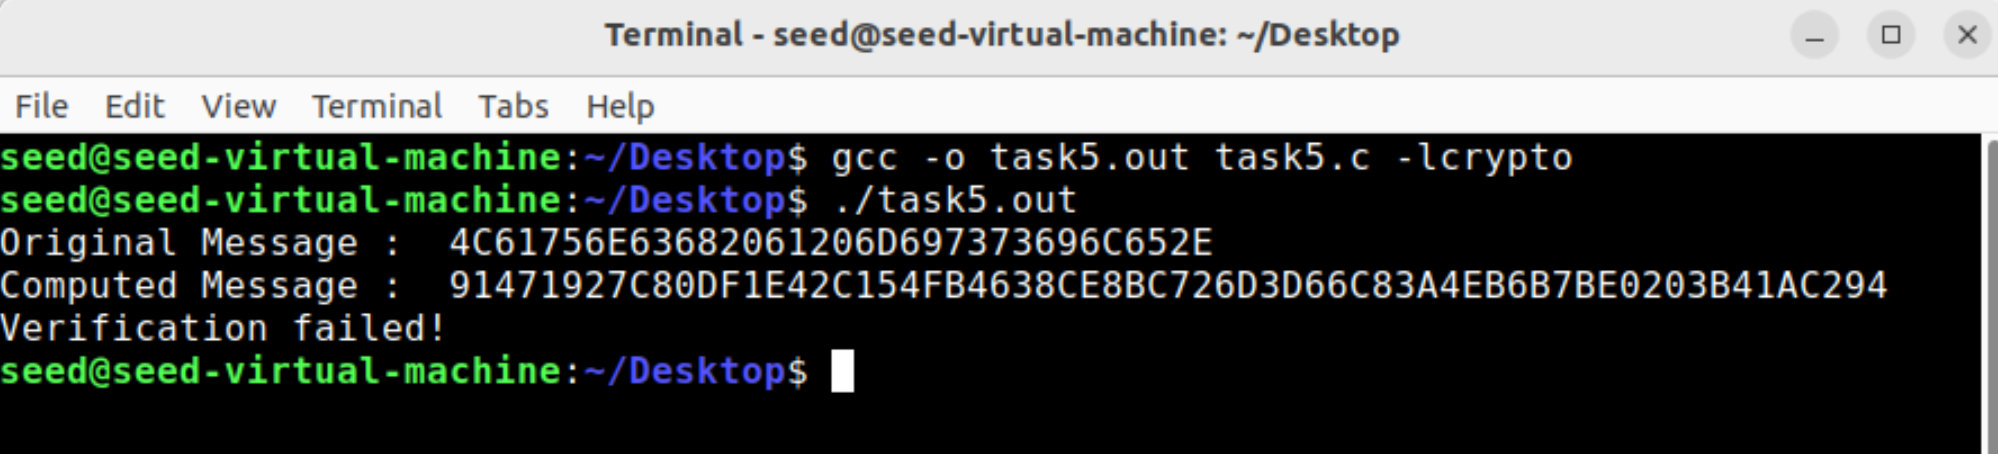 Terminal - seed@seed-virtual-machine: ~/Desktop
File Edit View Terminal Tabs Help
seed@seed-virtual-machine:~/Desktop$ gcc -o task5.out task5.c -lcrypto
seed@seed-virtual-machine:~/Desktop$ ./task5.out
Original Message :  4C61756E63682061206D697373696C652E
Computed Message :  91471927C80DF1E42C154FB4638CE8BC726D3D66C83A4EB6B7BE0203B41AC294
Verification failed!
seed@seed-virtual-machine:~/Desktop$